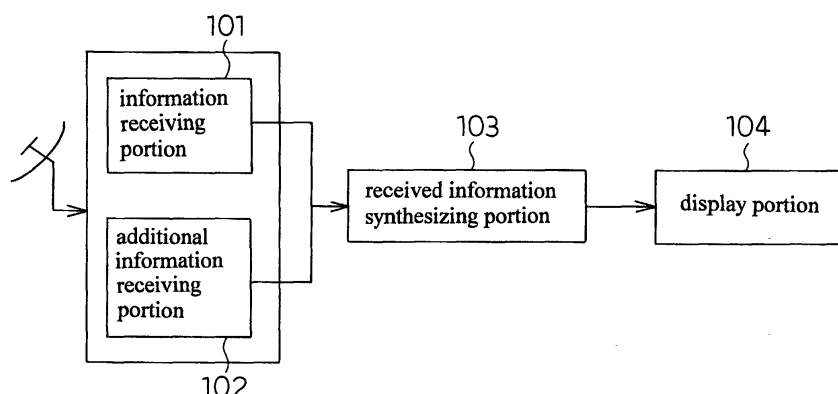 101
information
receiving
portion
additional
information
receiving
portion
102
103
received information
synthesizing portion
104
display portion